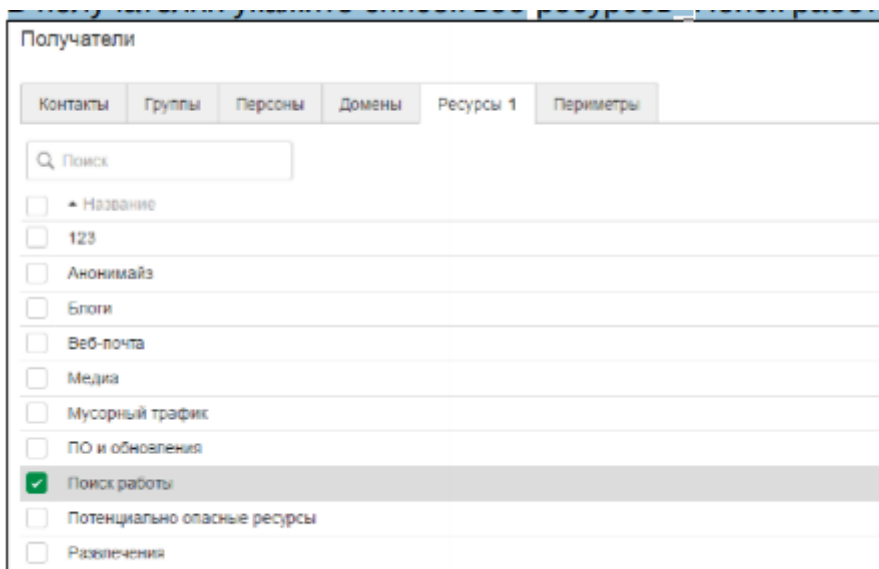 Получатели
Контакты Группы Персоны Домены Ресурсы 1 Периметры
Поиск
Название
123
Анонимайз
Блоги
Веб-почта
Медиа
Мусорный трафик
ПО и обновления
Поиск работы
Потенциально опасные ресурсы
Развлечения